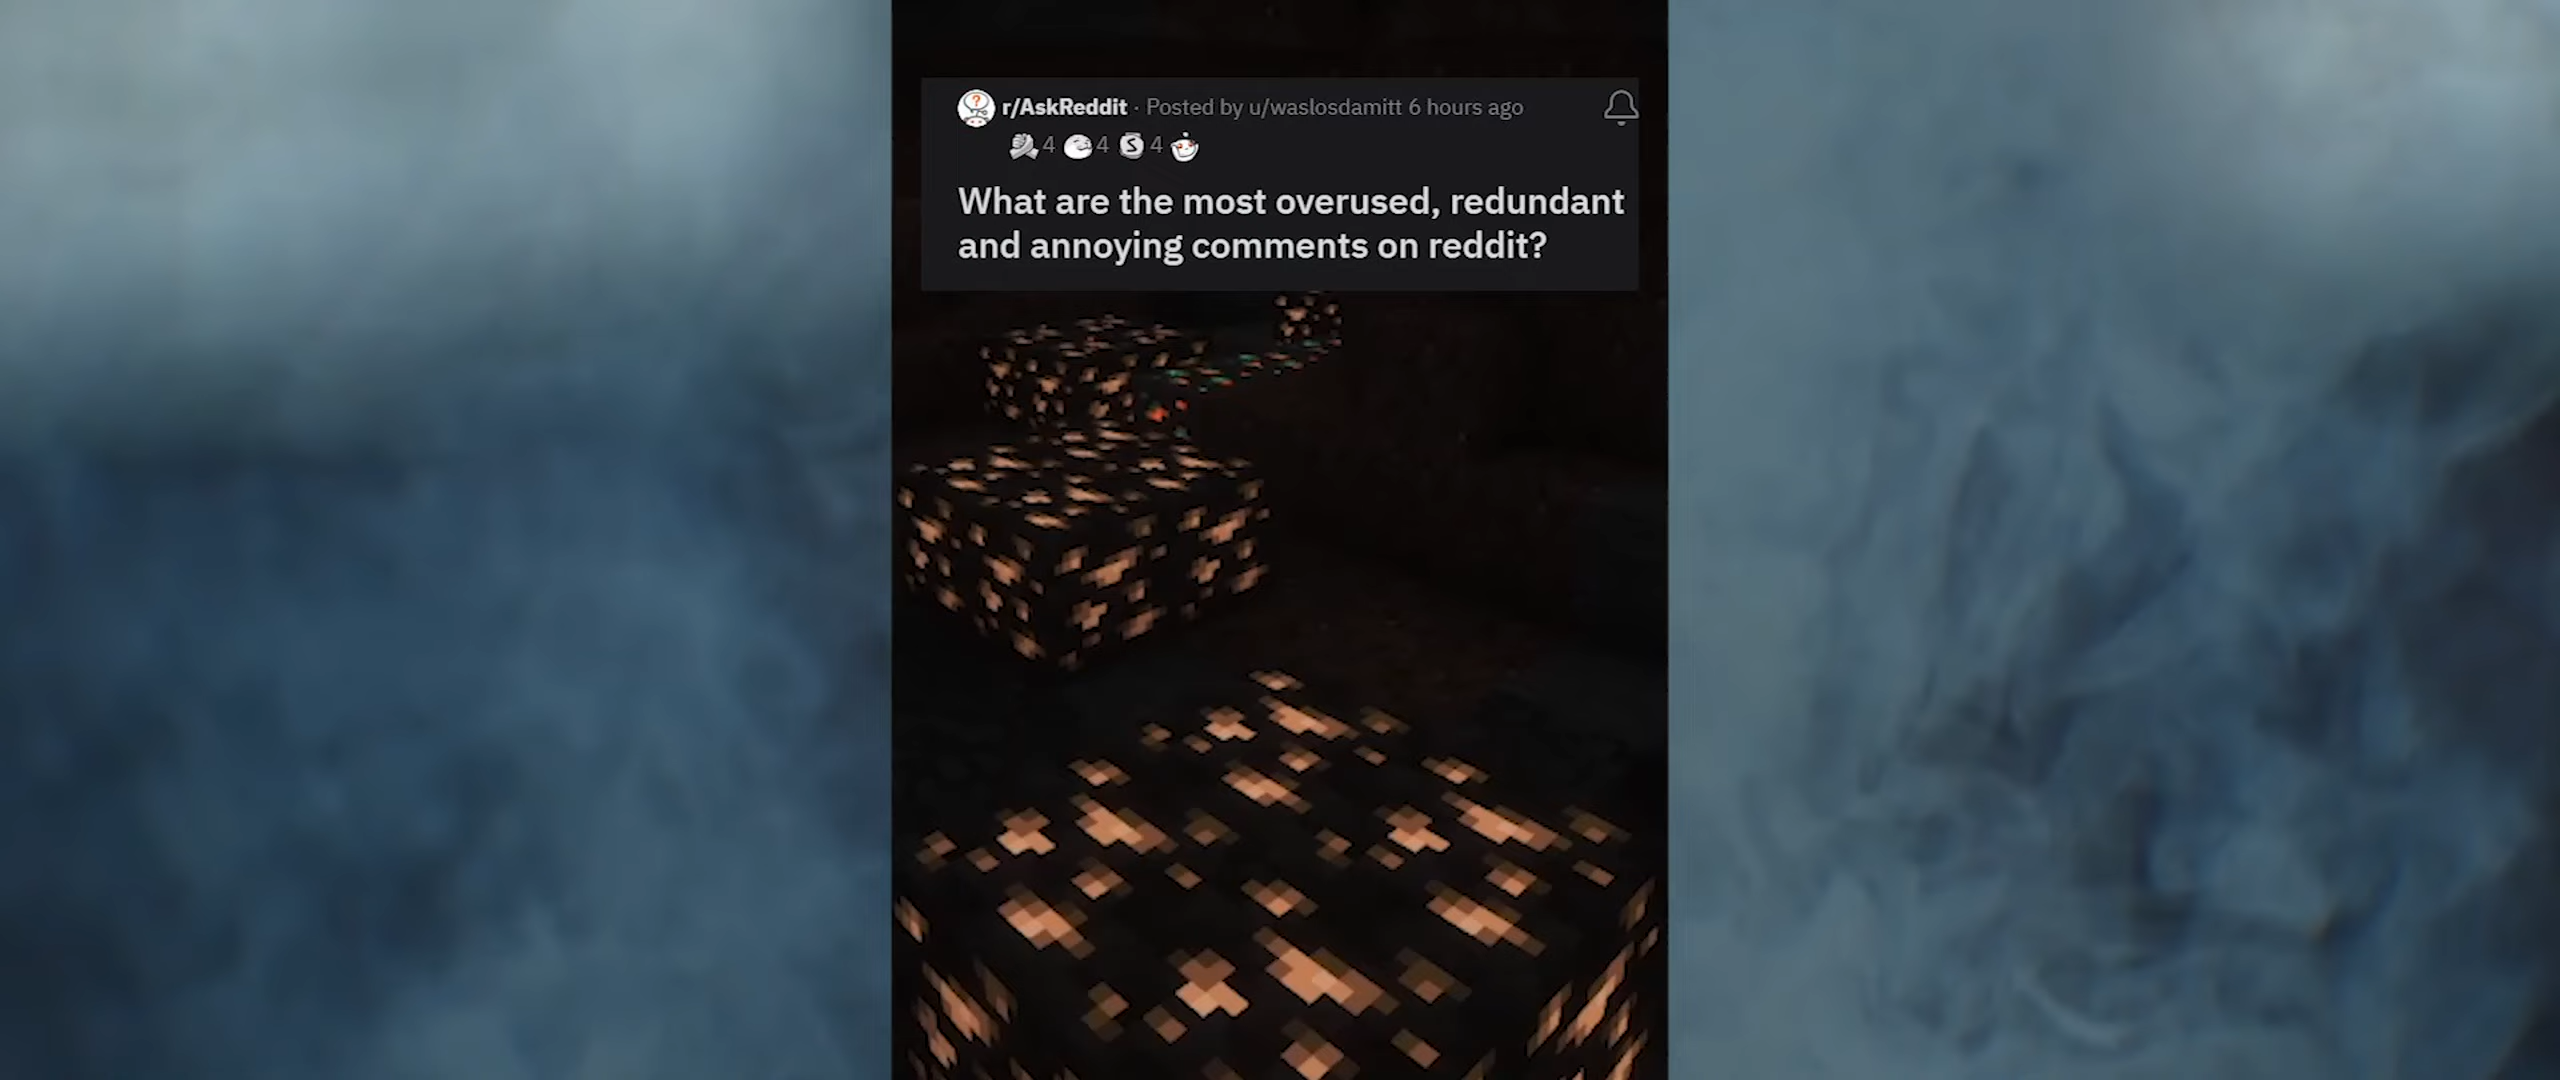 r/AskReddit · Posted by u/waslosdamitt 6 hours ago
4 4 S 4
What are the most overused, redundant
and annoying comments on reddit?